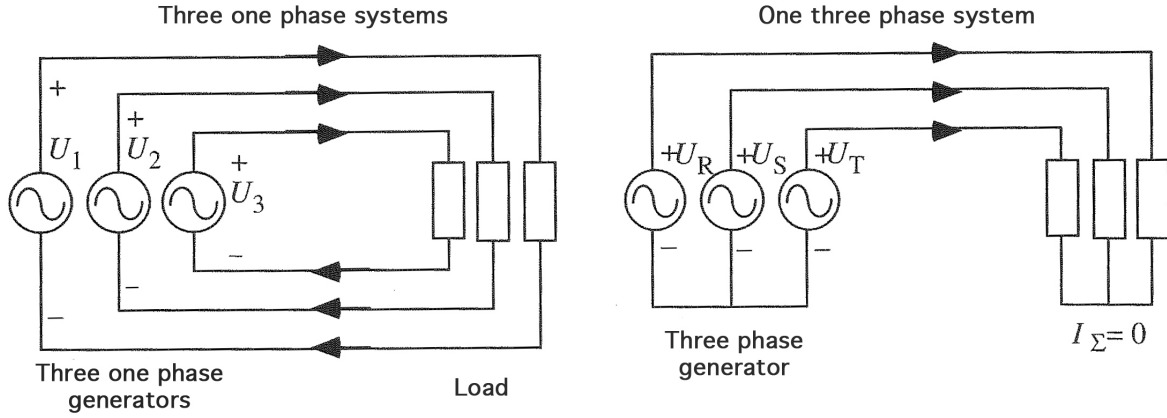 Three one phase systems
+
+
U1
U2
+
U3
−
−
−
Three one phase
generators
Load
One three phase system
+UR
+US
+UT
−
−
−
Three phase
generator
IΣ=0